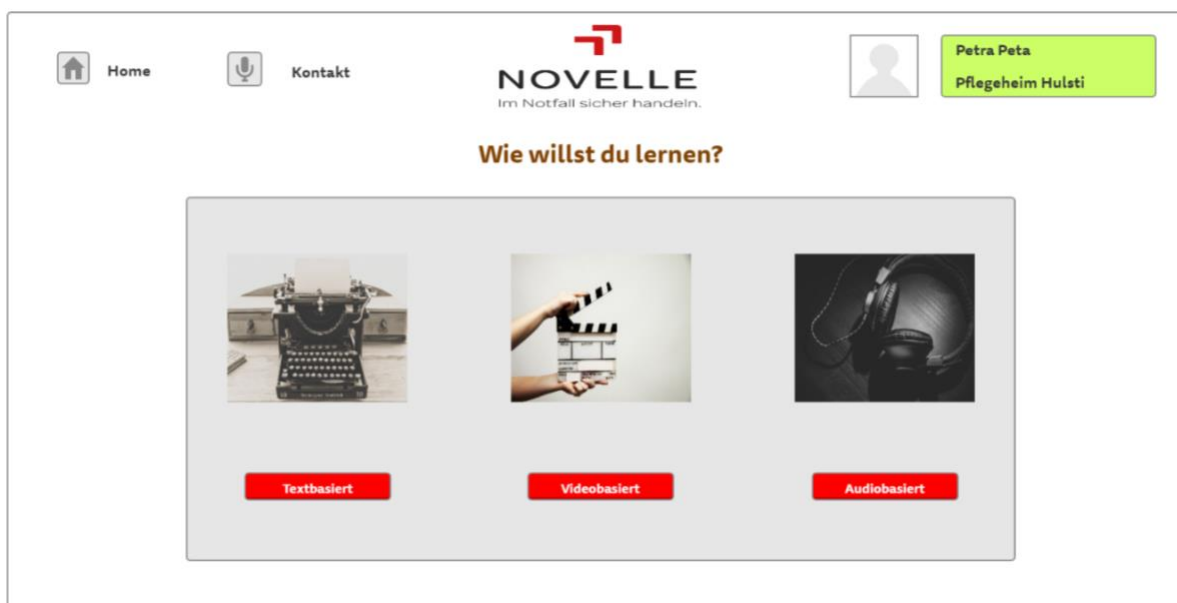 Home
Kontakt
NOVELLE
Im Notfall sicher handeln.
Petra Peta
Pflegeheim Hulsti
Wie willst du lernen?
Textbasiert
Videobasiert
Audiobasiert